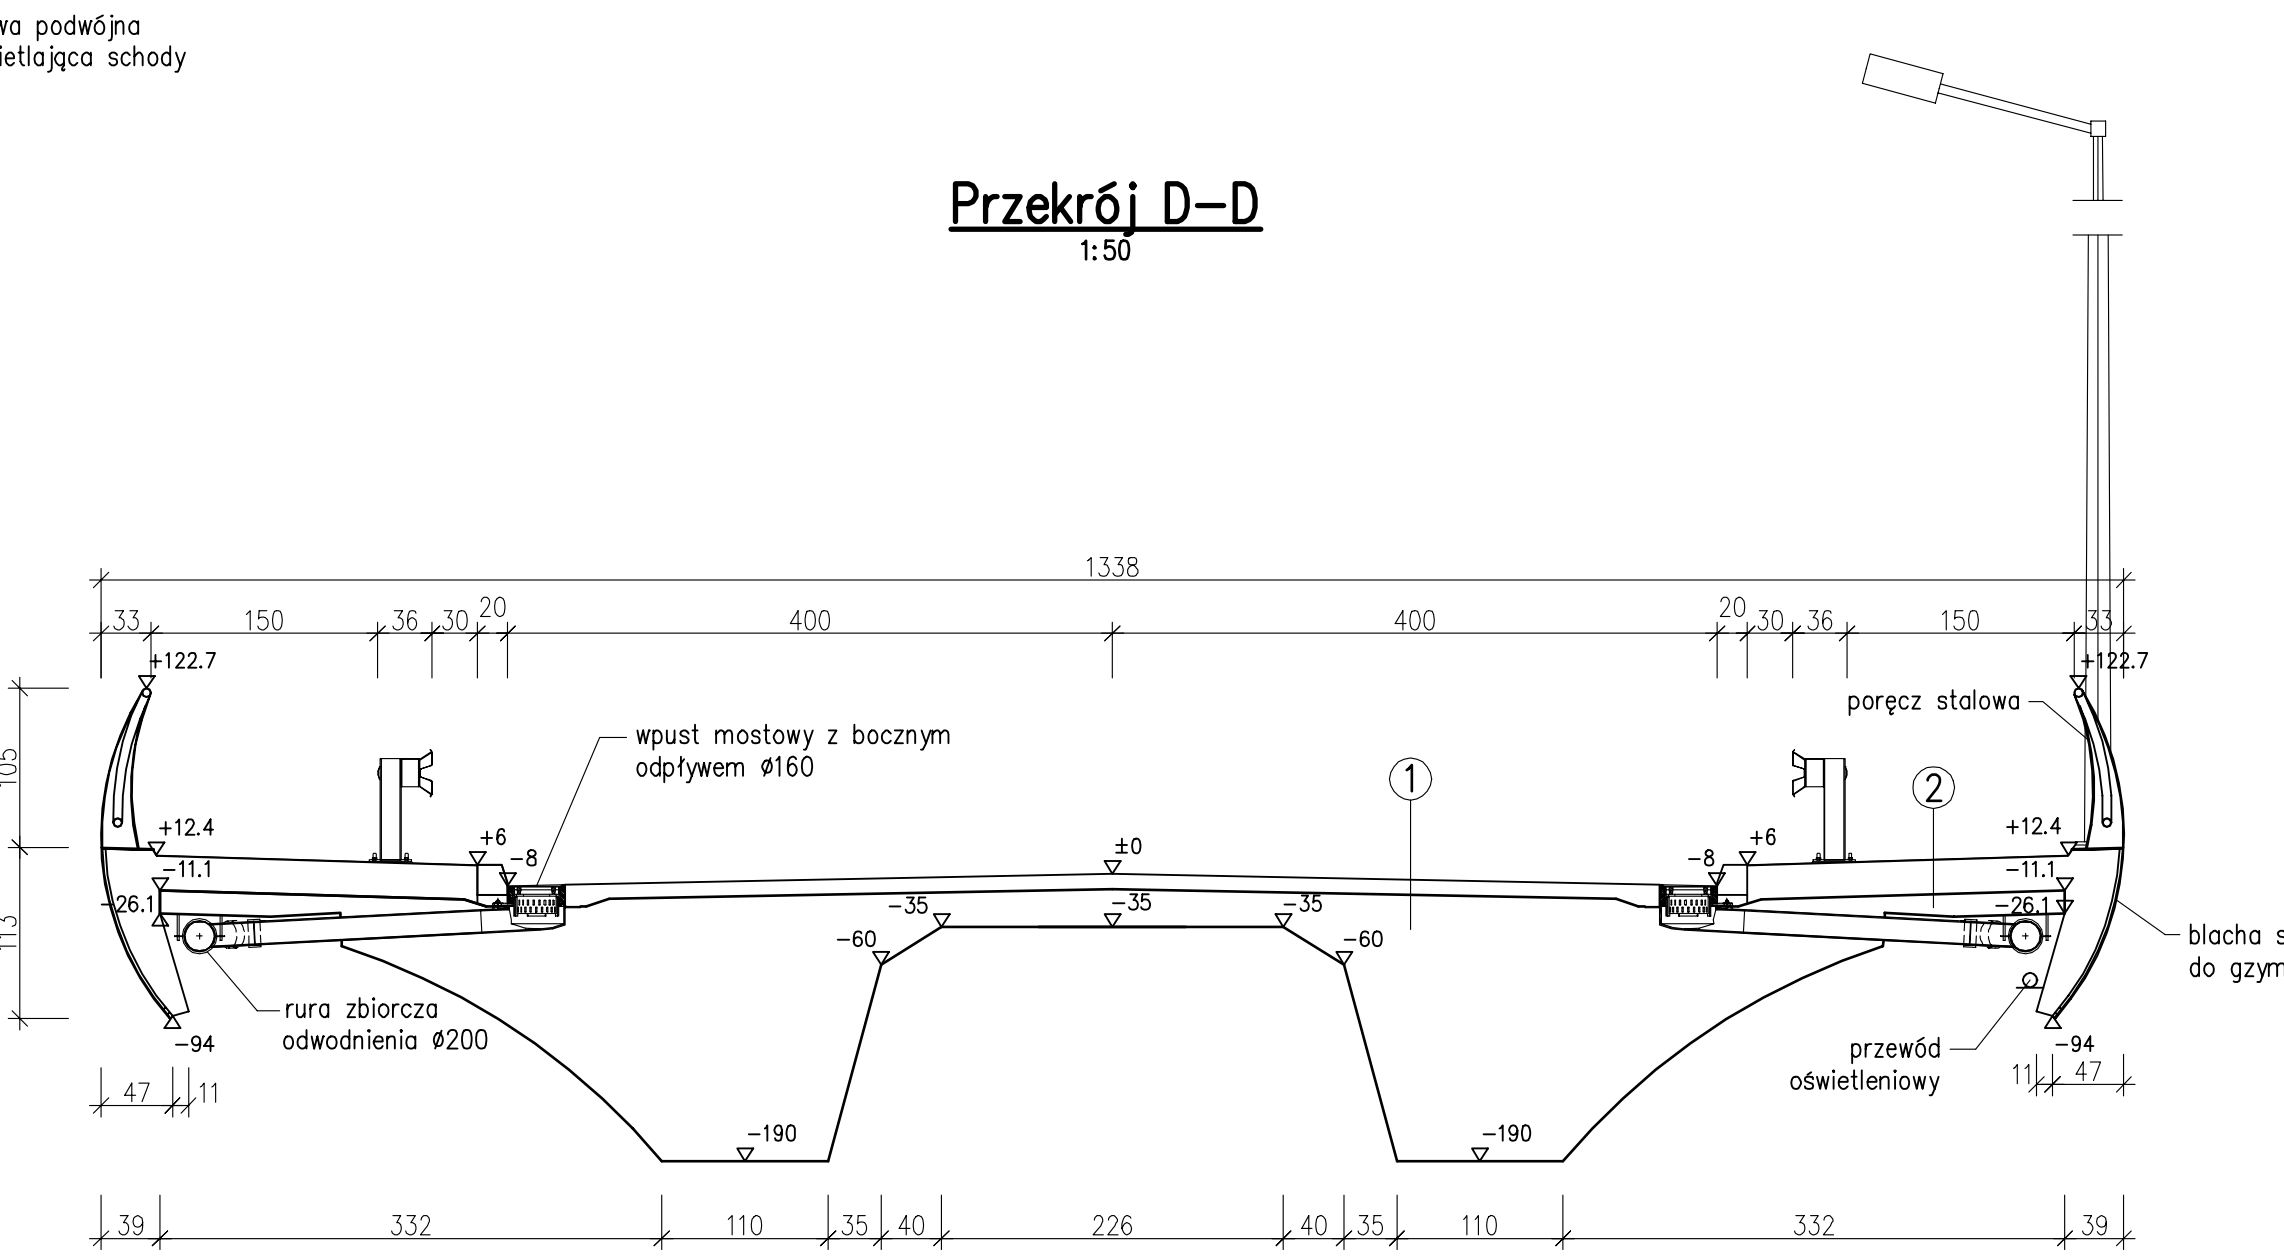 podwójna
schody
Przekrój D-D
1:50
1338
33 150 36 30 20 400 400 20 30 36 150 33
+122.7 +122.7
poręcz stalowa
wpust mostowy z bocznym
odpływem Ø160
105
1 2
+12.4 +6 -8 ±0 -8 +6 +12.4
-11.1 -11.1
-26.1 -35 -35 -35 -26.1
113
-60 -60
blacha
do
rura zbiorcza
odwodnienia Ø200
-94 -94
przewód
oświetleniowy
47 11 11 47
-190 -190
39 332 110 35 40 226 40 35 110 332 39